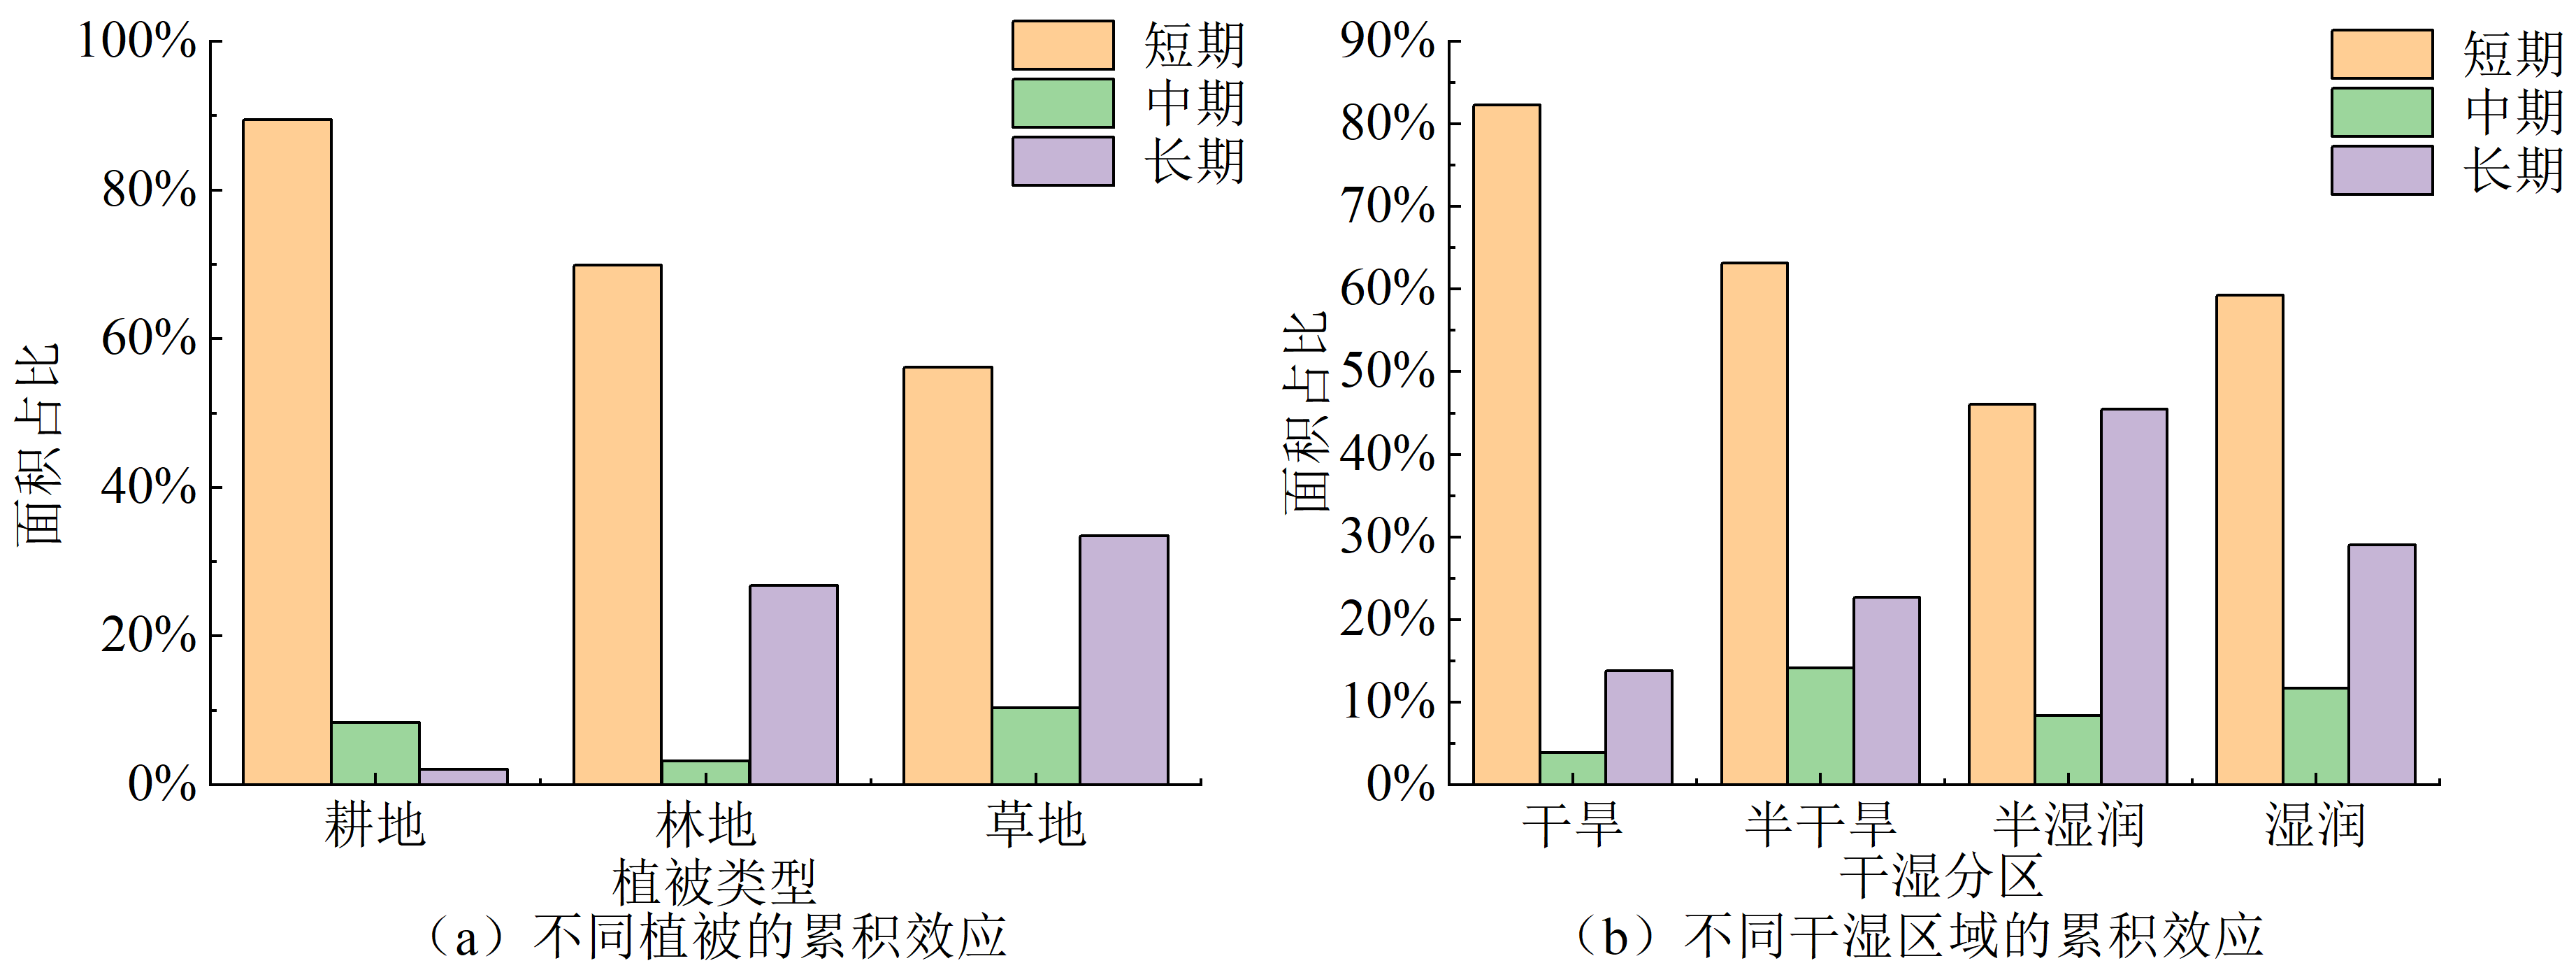 100%
80%
60%
40%
20%
0%
面积占比
短期
中期
长期
耕地
林地
草地
植被类型
（a）不同植被的累积效应
90%
80%
70%
60%
50%
40%
30%
20%
10%
0%
面积占比
短期
中期
长期
干旱
半干旱
半湿润
湿润
干湿分区
（b）不同干湿区域的累积效应